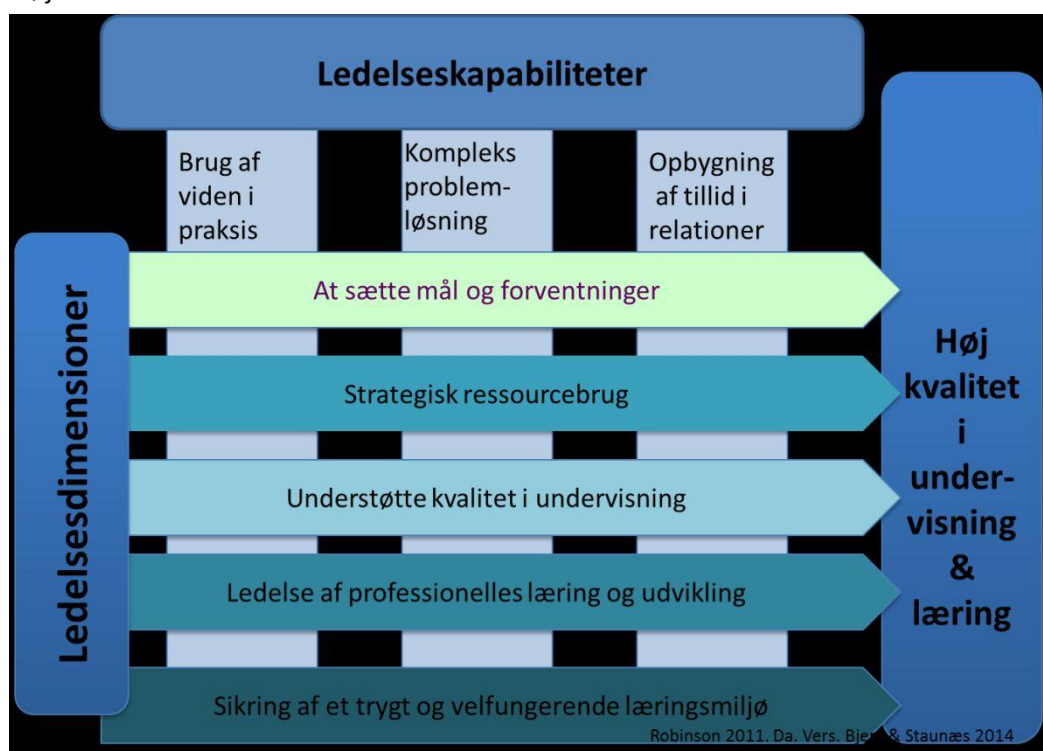 Ledelseskapabiliteter
Brug af
viden i
praksis
Kompleks
problem-
løsning
Opbygning
af tillid i
relationer
Ledelsesdimensioner
At sætte mål og forventninger
Strategisk ressourcebrug
Understøtte kvalitet i undervisning
Ledelse af professionelles læring og udvikling
Sikring af et trygt og velfungerende læringsmiljø
Høj
kvalitet
i
under-
visning
&
læring
Robinson 2011. Da. Vers. & Staunæs 2014